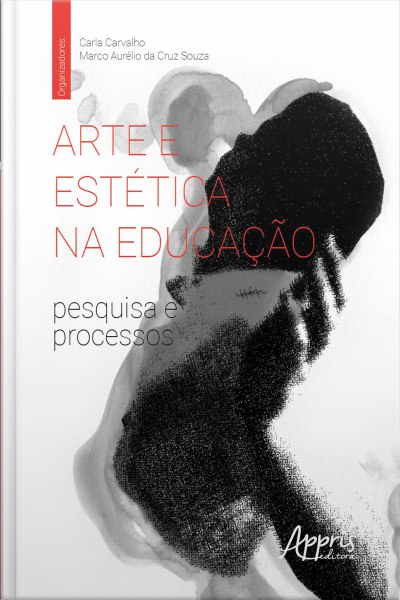 Organizadores:
Carla Carvalho
Marco Aurélio da Cruz Souza
ARTE E
ESTÉTICA
NA EDUCAÇÃO
pesquisa e
processos
Appris
editora